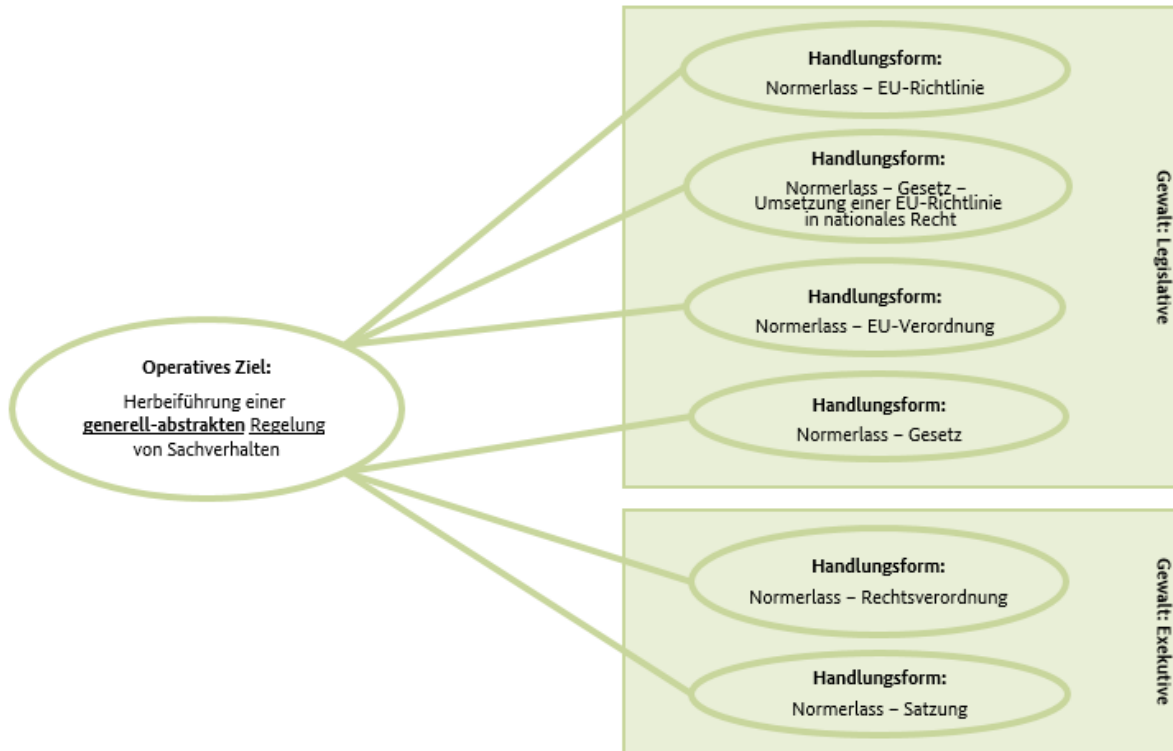 Handlungsform:
Normerlass – EU-Richtlinie
Handlungsform:
Normerlass – Gesetz –
Umsetzung einer EU-Richtlinie
in nationales Recht
Handlungsform:
Normerlass – EU-Verordnung
Handlungsform:
Normerlass – Gesetz
Gewalt: Legislative
Operatives Ziel:
Herbeiführung einer
generell-abstrakten Regelung
von Sachverhalten
Handlungsform:
Normerlass – Rechtsverordnung
Handlungsform:
Normerlass – Satzung
Gewalt: Exekutive